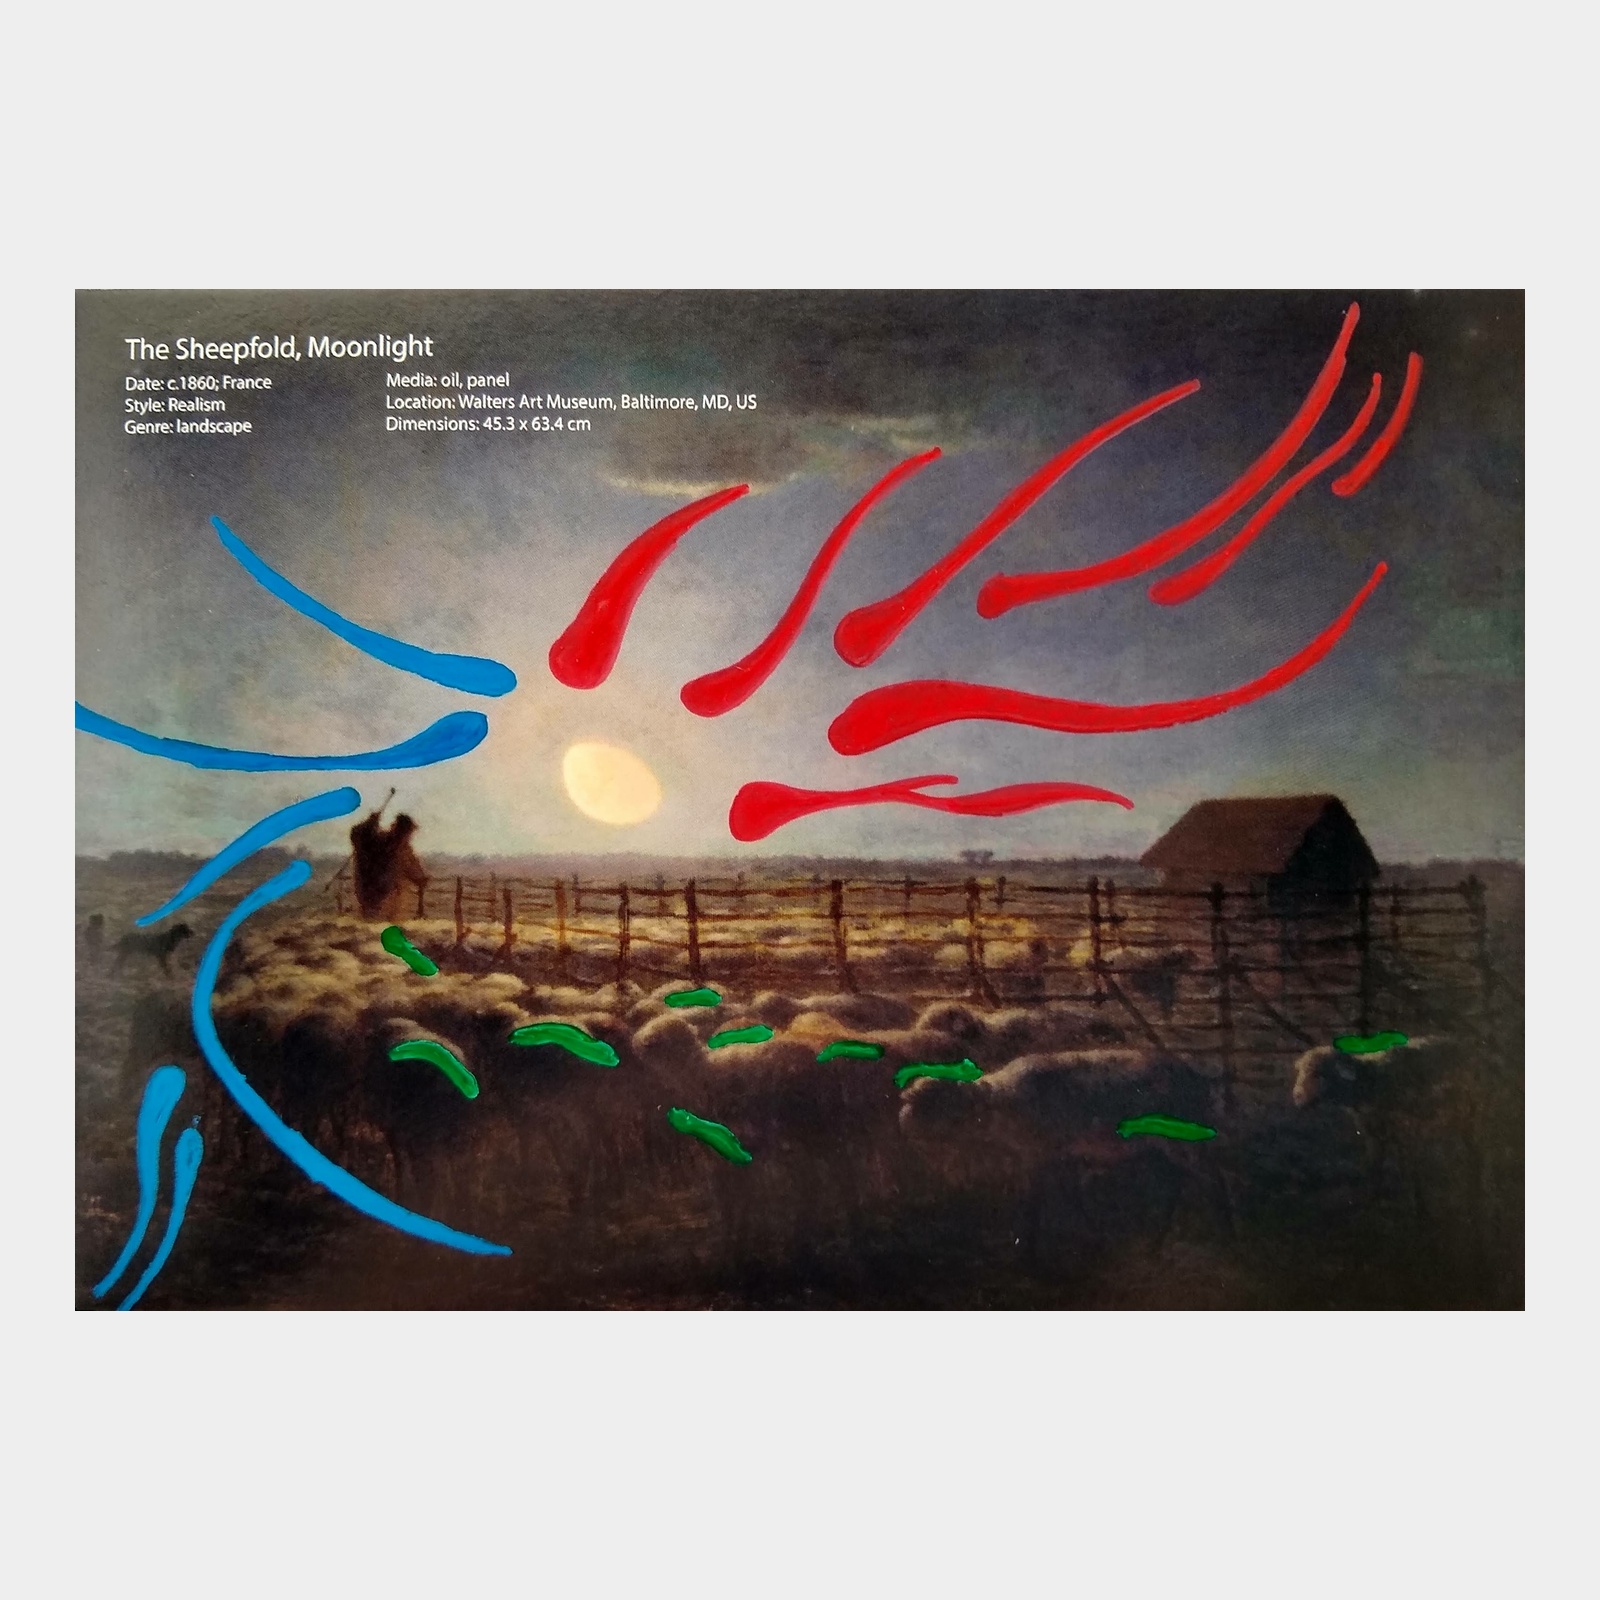 The Sheepfold, Moonlight
Date: c.1860; France
Style: Realism
Genre: landscape
Media: oil, panel
Location: Walters Art Museum, Baltimore, MD, US
Dimensions: 45.3 x 63.4 cm